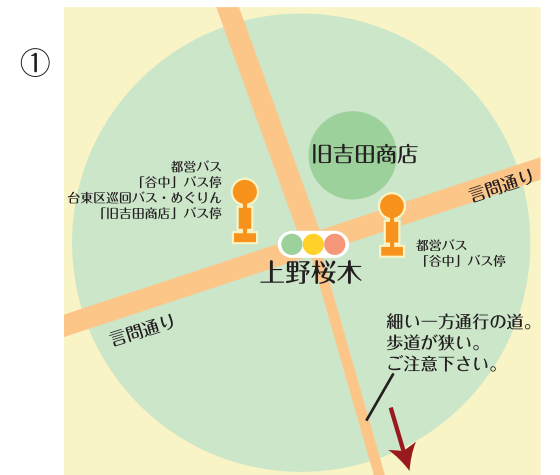 ①
旧吉田商店
都営バス
「谷中」バス停
台東区巡回バス・めぐりん
「旧吉田商店」バス停
言問通り
都営バス
「谷中」バス停
上野桜木
言問通り
細い一方通行の道。
歩道が狭い。
ご注意下さい。